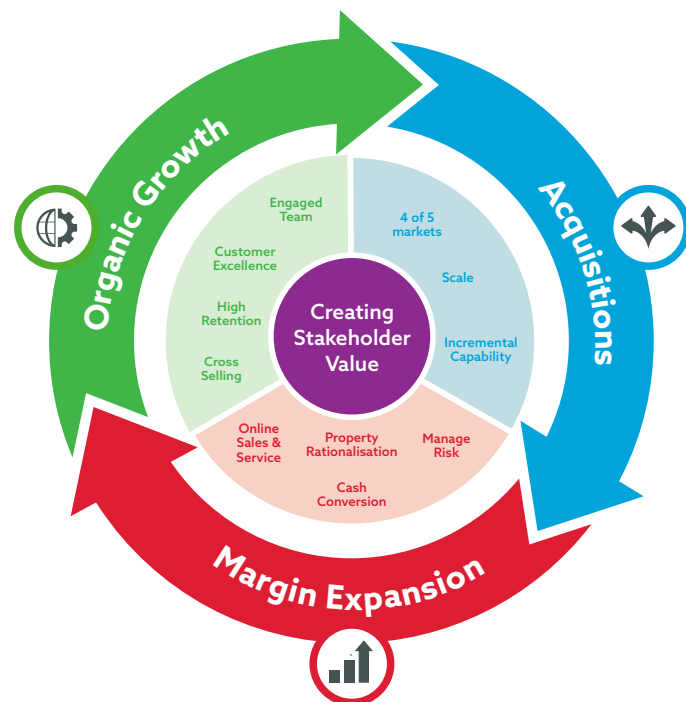 Organic Growth
Acquisitions
Margin Expansion
Engaged
Team
Customer
Excellence
High
Retention
Cross
Selling
4 of 5
markets
Scale
Incremental
Capability
Creating
Stakeholder
Value
Online
Sales &
Service
Property
Rationalisation
Manage
Risk
Cash
Conversion